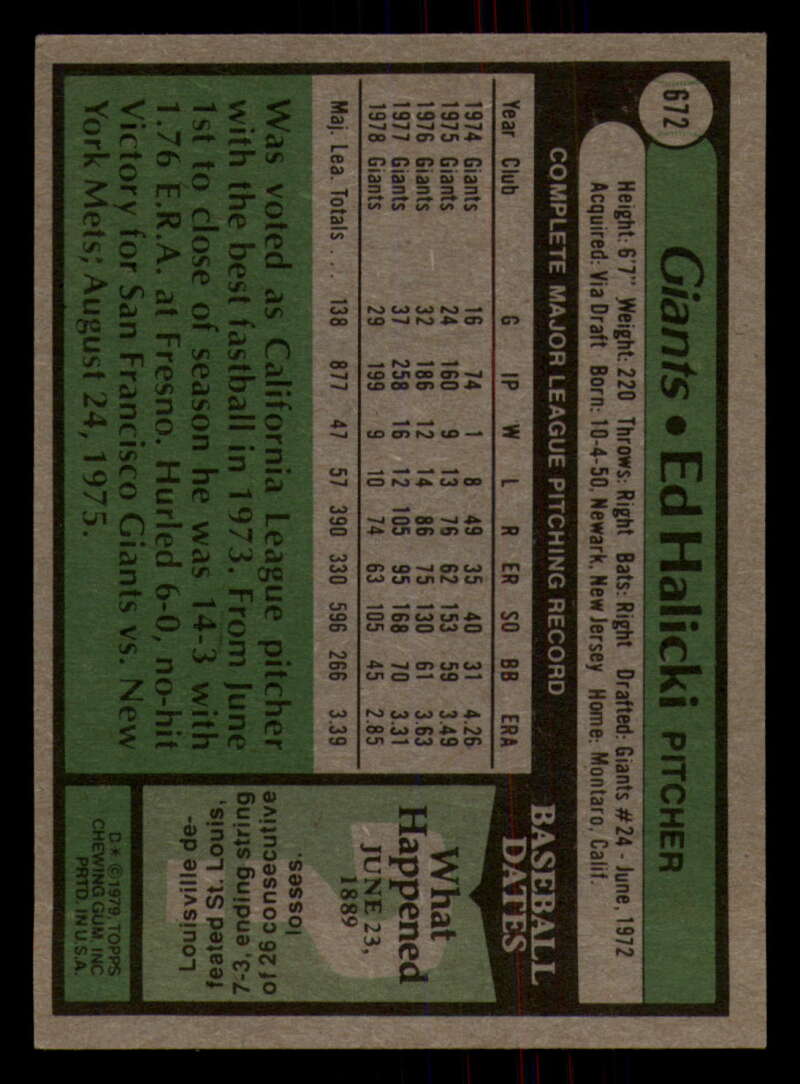 672
Giants • Ed Halicki PITCHER
Height: 6'7" Weight: 220 Throws: Right Bats: Right Drafted: Giants #24 - June, 1972
Acquired: Via Draft Born: 10-4-50, Newark, New Jersey Home: Montaro, Calif.
COMPLETE MAJOR LEAGUE PITCHING RECORD
Year Club G IP W L R ER SO BB ERA
1974 Giants 16 74 1 8 49 35 40 31 4.26
1975 Giants 24 160 9 13 76 62 153 59 3.49
1976 Giants 32 186 12 14 86 75 130 61 3.63
1977 Giants 37 258 16 12 105 95 168 70 3.31
1978 Giants 29 199 9 10 74 63 105 45 2.85
Maj. Lea. Totals . . . 138 877 47 57 390 330 596 266 3.39
Was voted as California League pitcher
with the best fastball in 1973. From June
1st to close of season he was 14-3 with
1.76 E.R.A. at Fresno. Hurled 6-0, no-hit
Victory for San Francisco Giants vs. New
York Mets; August 24, 1975.
BASEBALL
DATES
What
Happened
JUNE 23,
1889
Louisville de-
feated St. Louis,
7-3, ending string
of 26 consecutive
losses.
D* ©1979, TOPPS
CHEWING GUM, INC
PRTD. IN U.S.A.